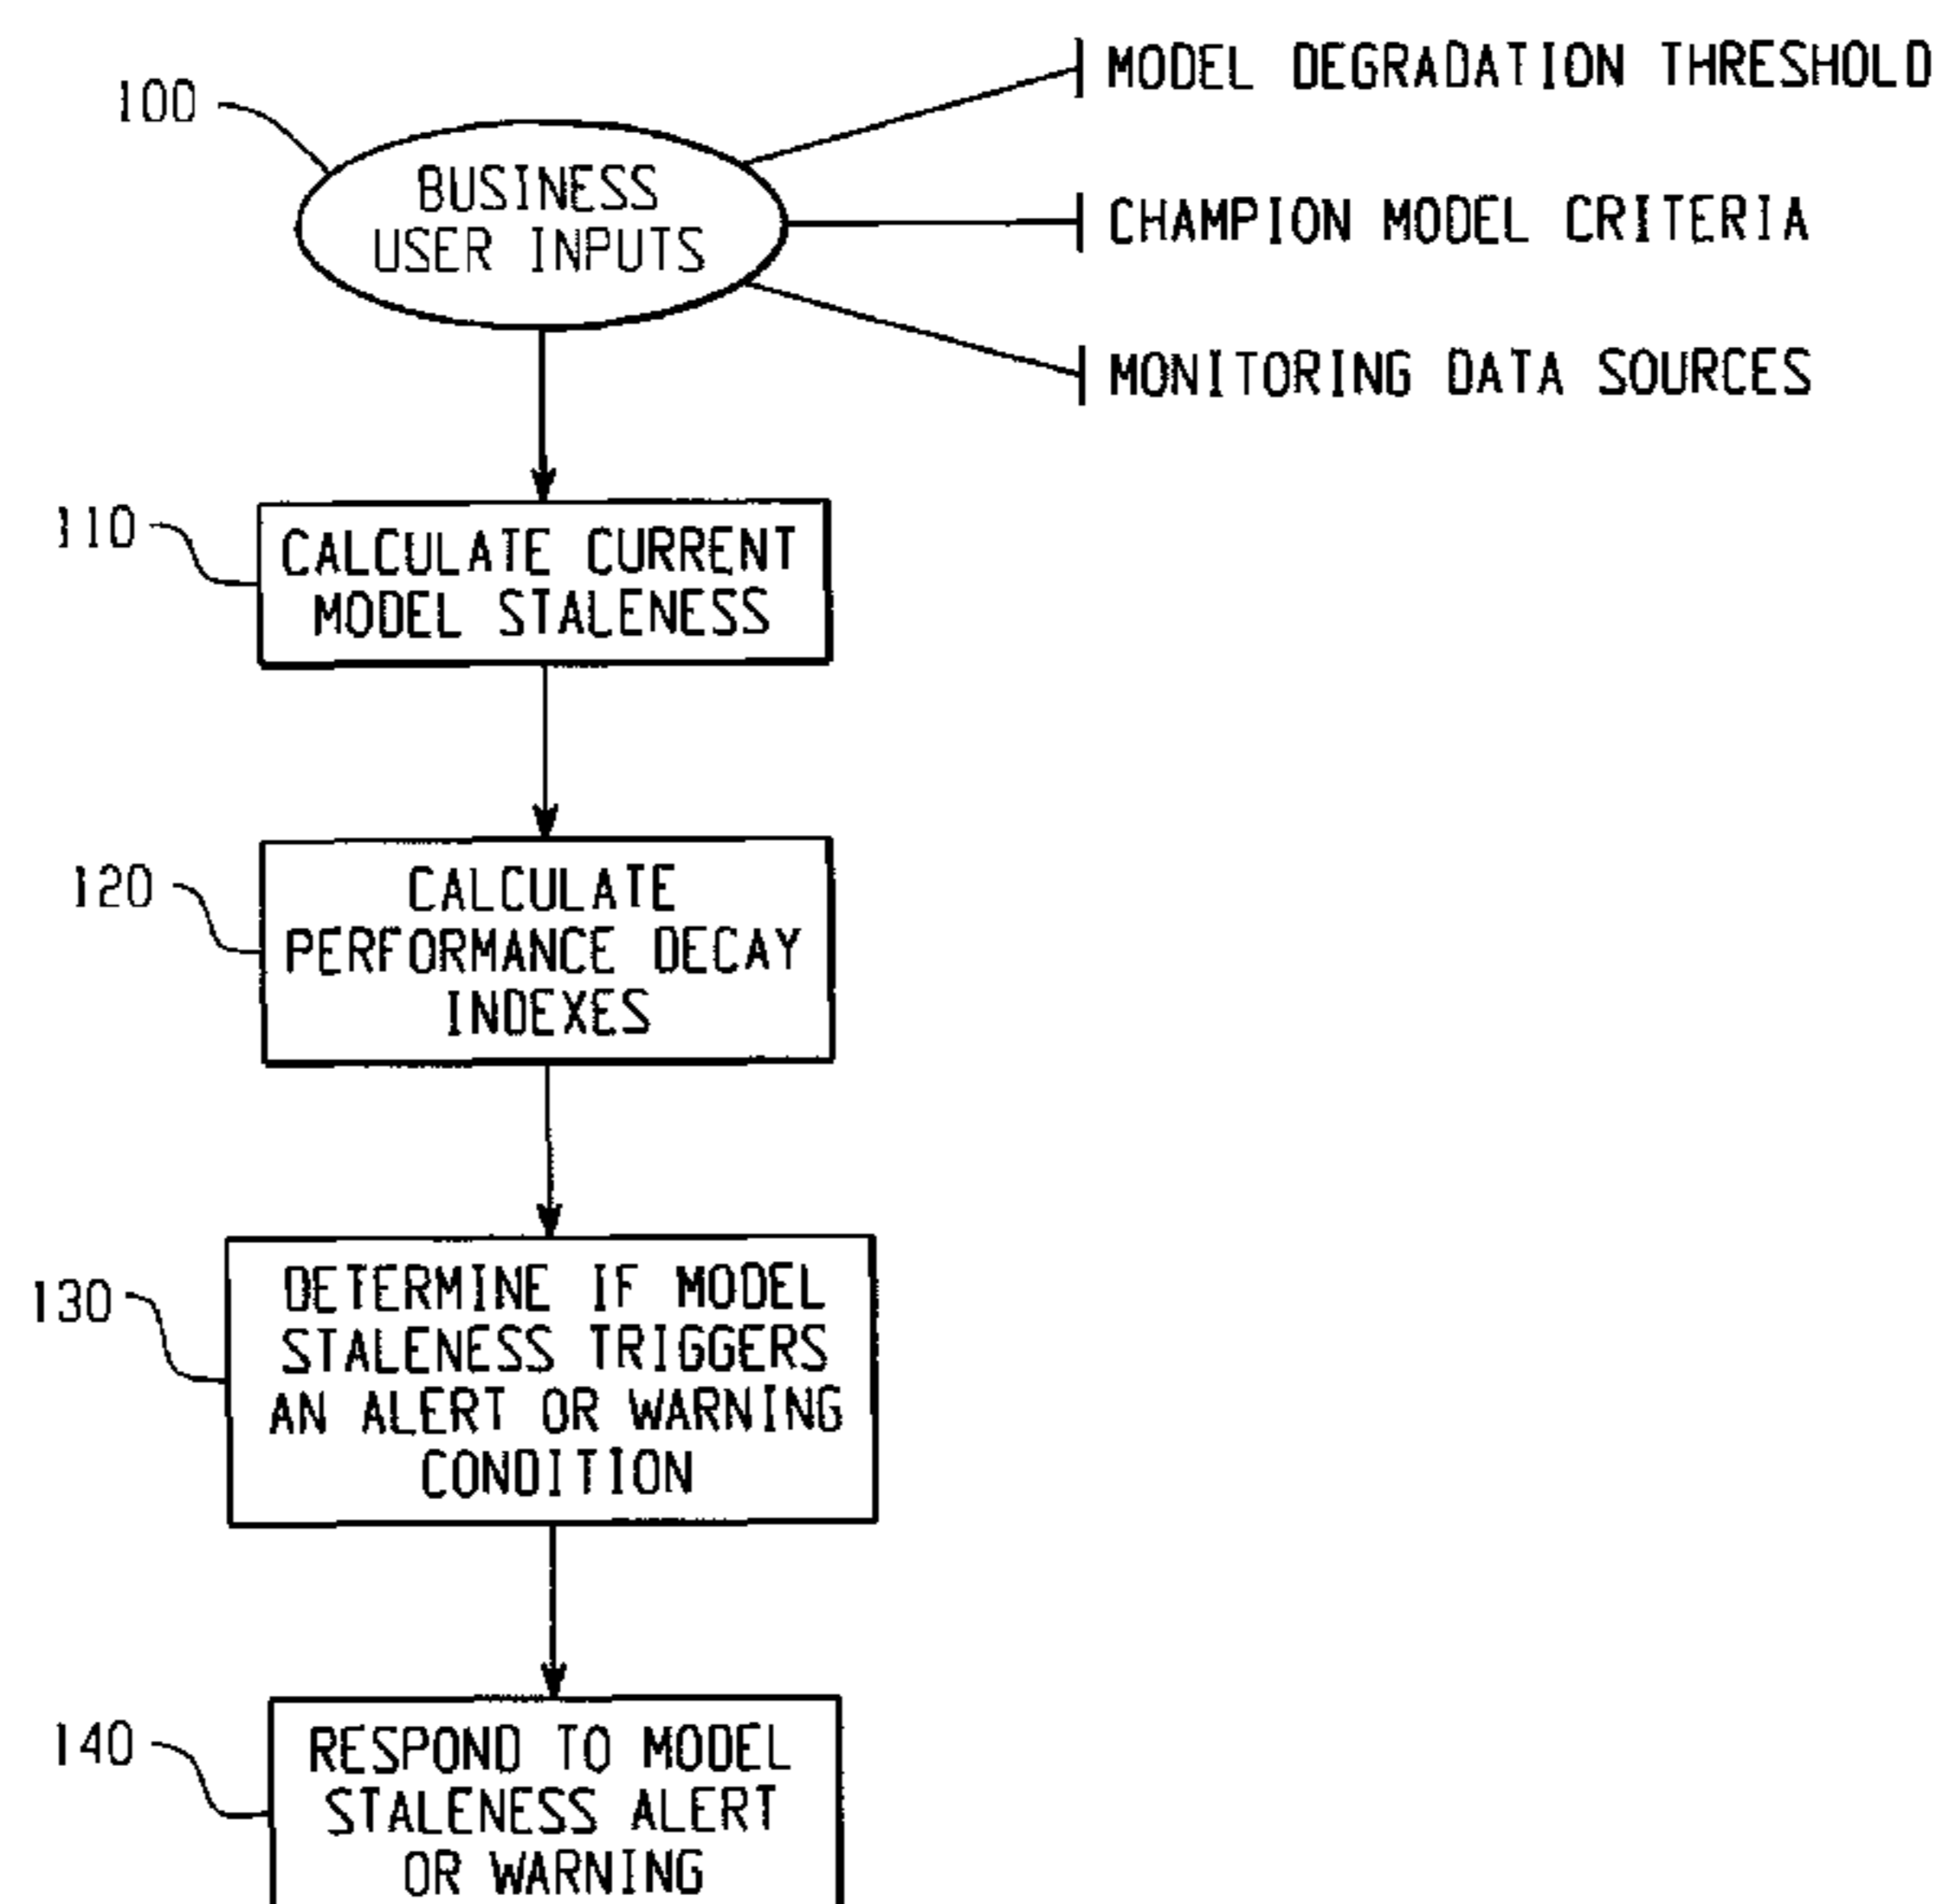 MODEL DEGRADATION THRESHOLD
100
BUSINESS
USER INPUTS
CHAMPION MODEL CRITERIA
MONITORING DATA SOURCES
110
CALCULATE CURRENT
MODEL STALENESS
120
CALCULATE
PERFORMANCE DECAY
INDEXES
130
DETERMINE IF MODEL
STALENESS TRIGGERS
AN ALERT OR WARNING
CONDITION
140
RESPOND TO MODEL
STALENESS ALERT
OR WARNING